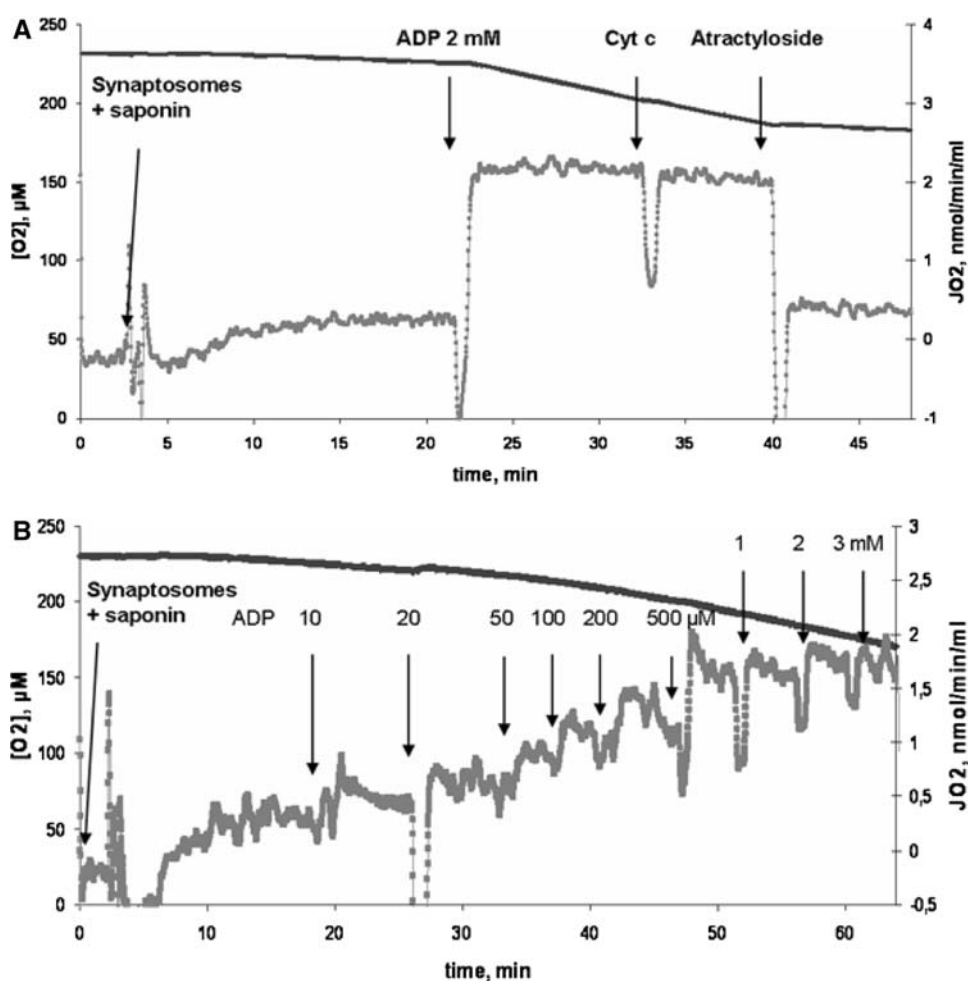 A
250
200
150
100
50
0
[O2], µM
ADP 2 mM
Cyt c
Atractyloside
Synaptosomes
+ saponin
4
3
2
1
0
-1
JO2, nmol/min/ml
0 5 10 15 20 25 30 35 40 45
time, min
B
250
200
150
100
50
0
[O2], µM
Synaptosomes
+ saponin
1 2 3 mM
ADP 10 20 50 100 200 500 µM
3
2,5
2
1,5
1
0,5
0
-0,5
JO2, nmol/min/ml
0 10 20 30 40 50 60
time, min